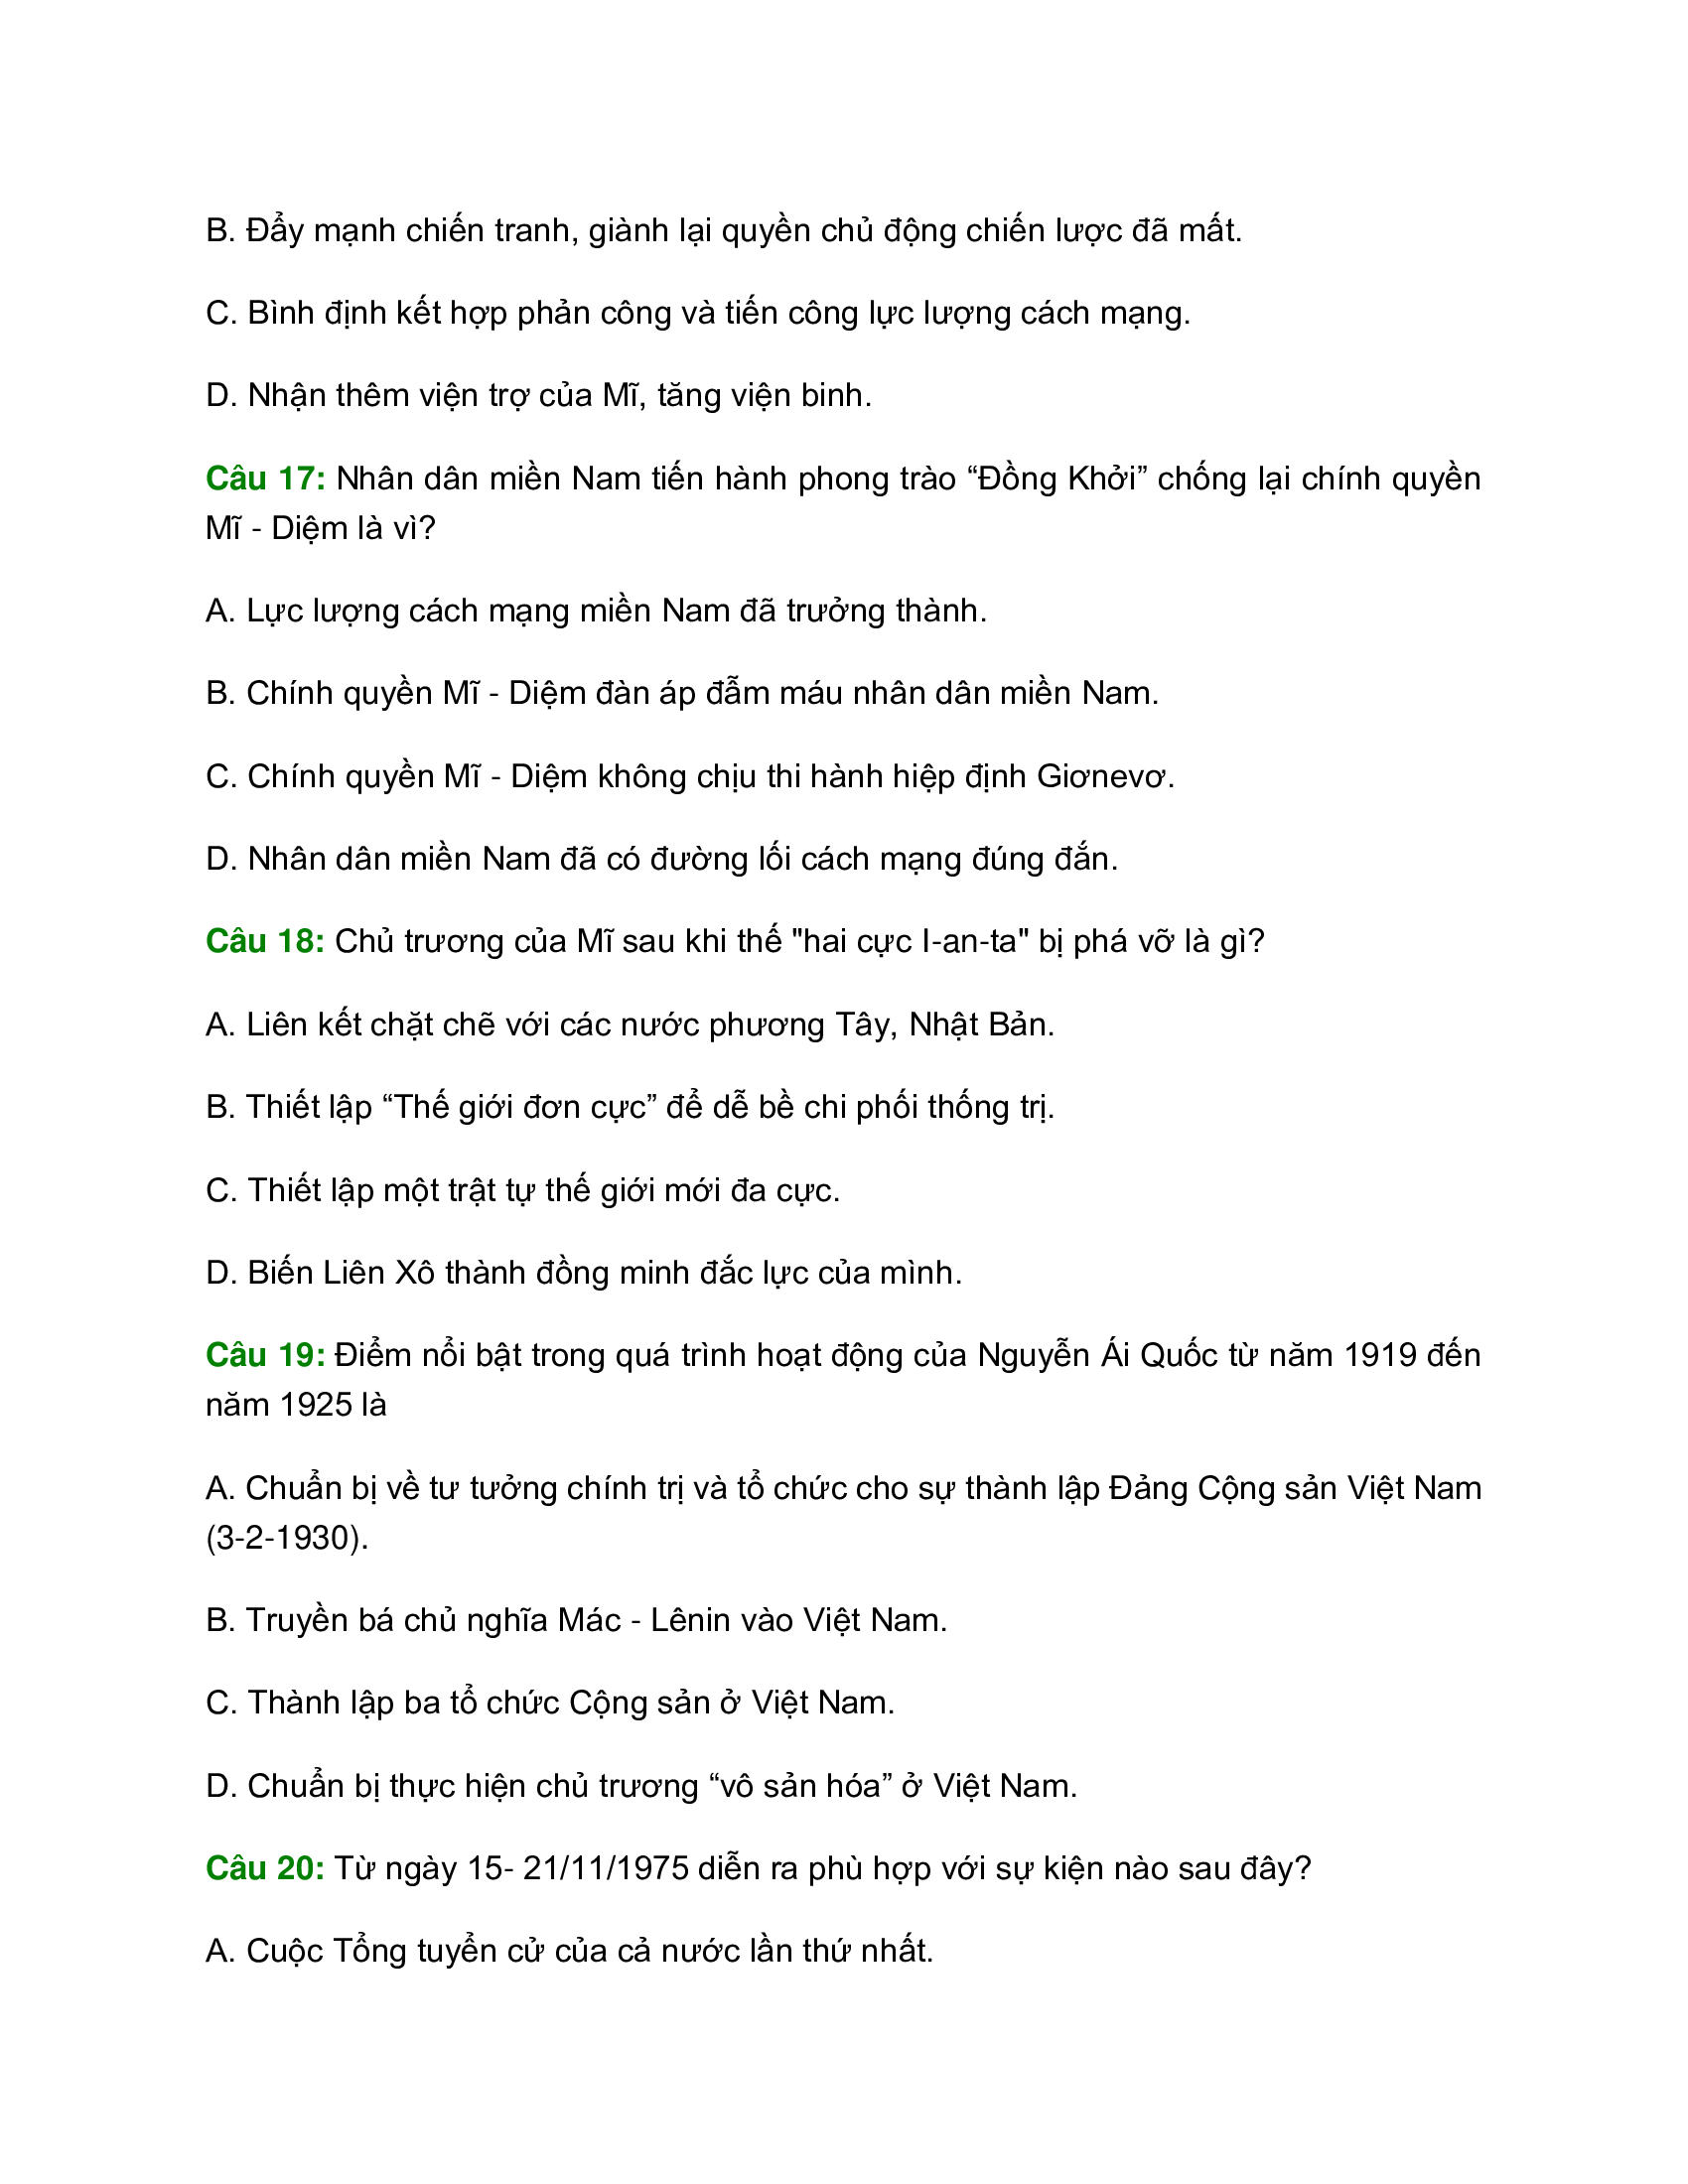 B. Đẩy mạnh chiến tranh, giành lại quyền chủ động chiến lược đã mất.
C. Bình định kết hợp phản công và tiến công lực lượng cách mạng.
D. Nhận thêm viện trợ của Mĩ, tăng viện binh.
Câu 17: Nhân dân miền Nam tiến hành phong trào “Đồng Khởi” chống lại chính quyền
Mĩ - Diệm là vì?
A. Lực lượng cách mạng miền Nam đã trưởng thành.
B. Chính quyền Mĩ - Diệm đàn áp đẫm máu nhân dân miền Nam.
C. Chính quyền Mĩ - Diệm không chịu thi hành hiệp định Giơnevơ.
D. Nhân dân miền Nam đã có đường lối cách mạng đúng đắn.
Câu 18: Chủ trương của Mĩ sau khi thế "hai cực I-an-ta" bị phá vỡ là gì?
A. Liên kết chặt chẽ với các nước phương Tây, Nhật Bản.
B. Thiết lập “Thế giới đơn cực” để dễ bề chi phối thống trị.
C. Thiết lập một trật tự thế giới mới đa cực.
D. Biến Liên Xô thành đồng minh đắc lực của mình.
Câu 19: Điểm nổi bật trong quá trình hoạt động của Nguyễn Ái Quốc từ năm 1919 đến
năm 1925 là
A. Chuẩn bị về tư tưởng chính trị và tổ chức cho sự thành lập Đảng Cộng sản Việt Nam
(3-2-1930).
B. Truyền bá chủ nghĩa Mác - Lênin vào Việt Nam.
C. Thành lập ba tổ chức Cộng sản ở Việt Nam.
D. Chuẩn bị thực hiện chủ trương “vô sản hóa” ở Việt Nam.
Câu 20: Từ ngày 15- 21/11/1975 diễn ra phù hợp với sự kiện nào sau đây?
A. Cuộc Tổng tuyển cử của cả nước lần thứ nhất.